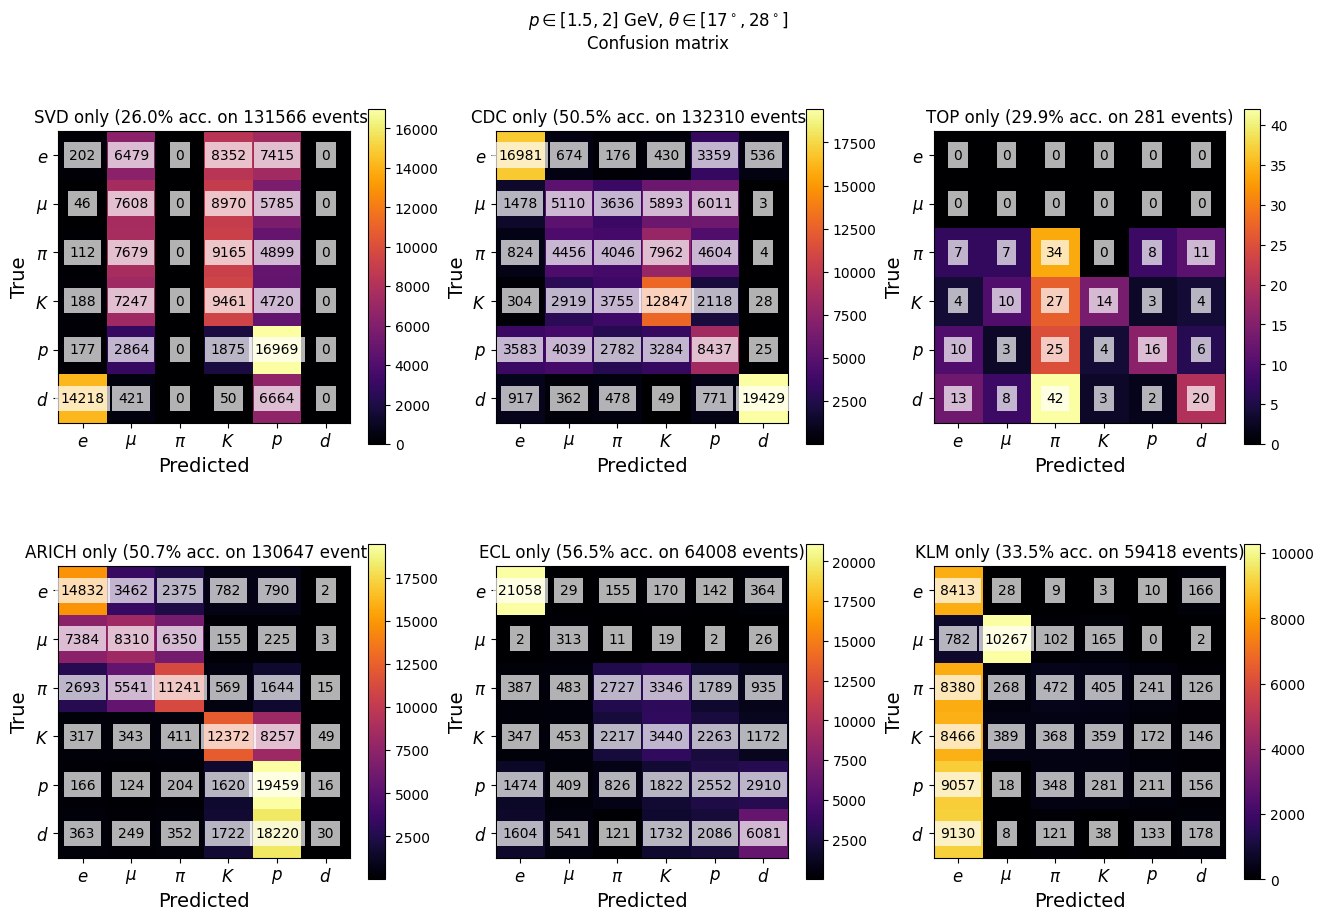 p ∈ [1.5, 2] GeV, θ ∈ [17°, 28°]
Confusion matrix
SVD only (26.0% acc. on 131566 events
True
e 202 6479 0 8352 7415 0
μ 46 7608 0 8970 5785 0
π 112 7679 0 9165 4899 0
K 188 7247 0 9461 4720 0
p 177 2864 0 1875 16969 0
d 14218 421 0 50 6664 0
e μ π K p d
Predicted
16000
14000
12000
10000
8000
6000
4000
2000
0
CDC only (50.5% acc. on 132310 events
True
e 16981 674 176 430 3359 536
μ 1478 5110 3636 5893 6011 3
π 824 4456 4046 7962 4604 4
K 304 2919 3755 12847 2118 28
p 3583 4039 2782 3284 8437 25
d 917 362 478 49 771 19429
e μ π K p d
Predicted
17500
15000
12500
10000
7500
5000
2500
TOP only (29.9% acc. on 281 events)
True
e 0 0 0 0 0 0
μ 0 0 0 0 0 0
π 7 7 34 0 8 11
K 4 10 27 14 3 4
p 10 3 25 4 16 6
d 13 8 42 3 2 20
e μ π K p d
Predicted
40
35
30
25
20
15
10
5
0
ARICH only (50.7% acc. on 130647 event
True
e 14832 3462 2375 782 790 2
μ 7384 8310 6350 155 225 3
π 2693 5541 11241 569 1644 15
K 317 343 411 12372 8257 49
p 166 124 204 1620 19459 16
d 363 249 352 1722 18220 30
e μ π K p d
Predicted
17500
15000
12500
10000
7500
5000
2500
ECL only (56.5% acc. on 64008 events)
True
e 21058 29 155 170 142 364
μ 2 313 11 19 2 26
π 387 483 2727 3346 1789 935
K 347 453 2217 3440 2263 1172
p 1474 409 826 1822 2552 2910
d 1604 541 121 1732 2086 6081
e μ π K p d
Predicted
20000
17500
15000
12500
10000
7500
5000
2500
KLM only (33.5% acc. on 59418 events)
True
e 8413 28 9 3 10 166
μ 782 10267 102 165 0 2
π 8380 268 472 405 241 126
K 8466 389 368 359 172 146
p 9057 18 348 281 211 156
d 9130 8 121 38 133 178
e μ π K p d
Predicted
10000
8000
6000
4000
2000
0